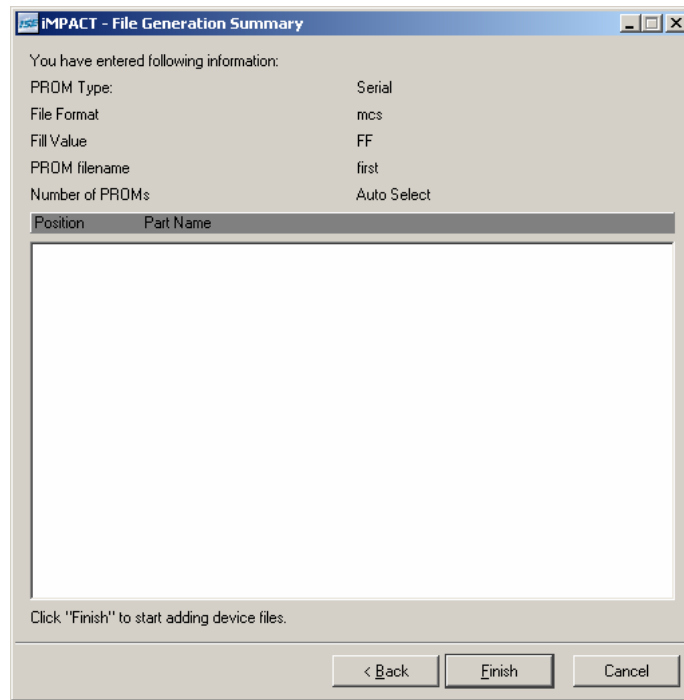 ISE iMPACT - File Generation Summary
You have entered following information:
PROM Type: Serial
File Format mcs
Fill Value FF
PROM filename first
Number of PROMs Auto Select
Position Part Name
Click "Finish" to start adding device files.
< Back Finish Cancel